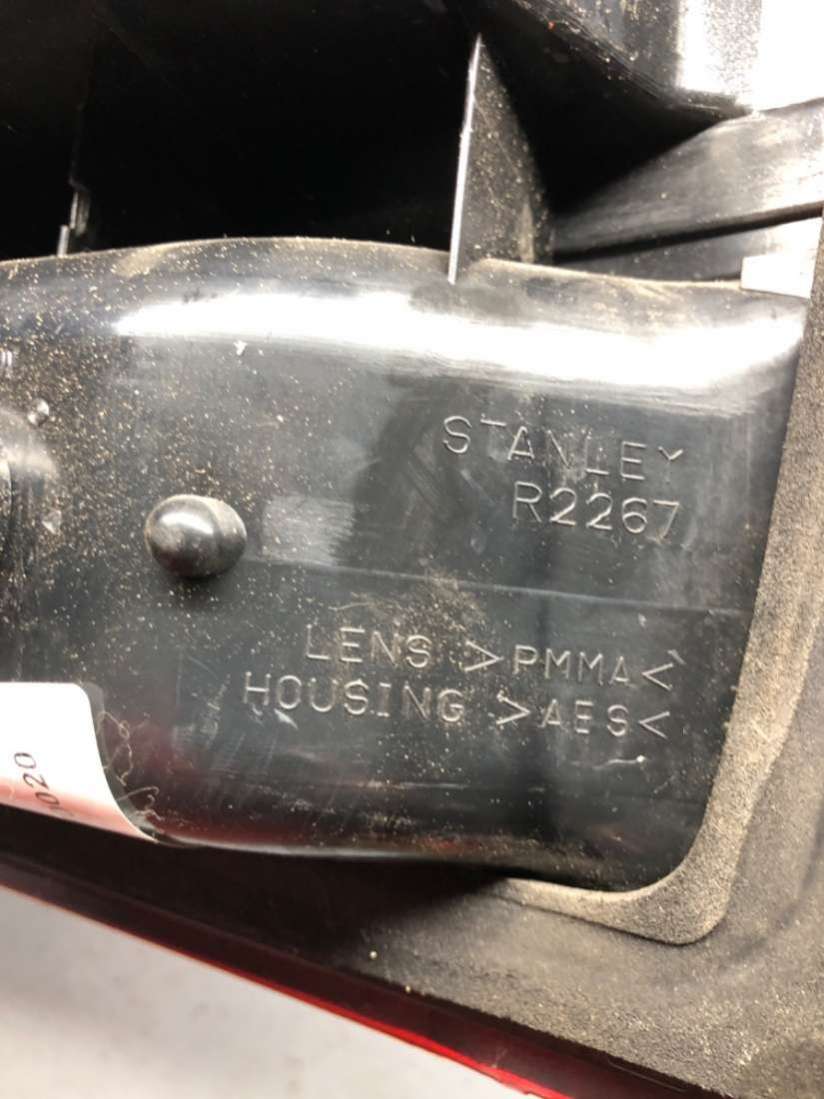 STANLEY
R2267
LENS >PMMA<
HOUSING >AES<